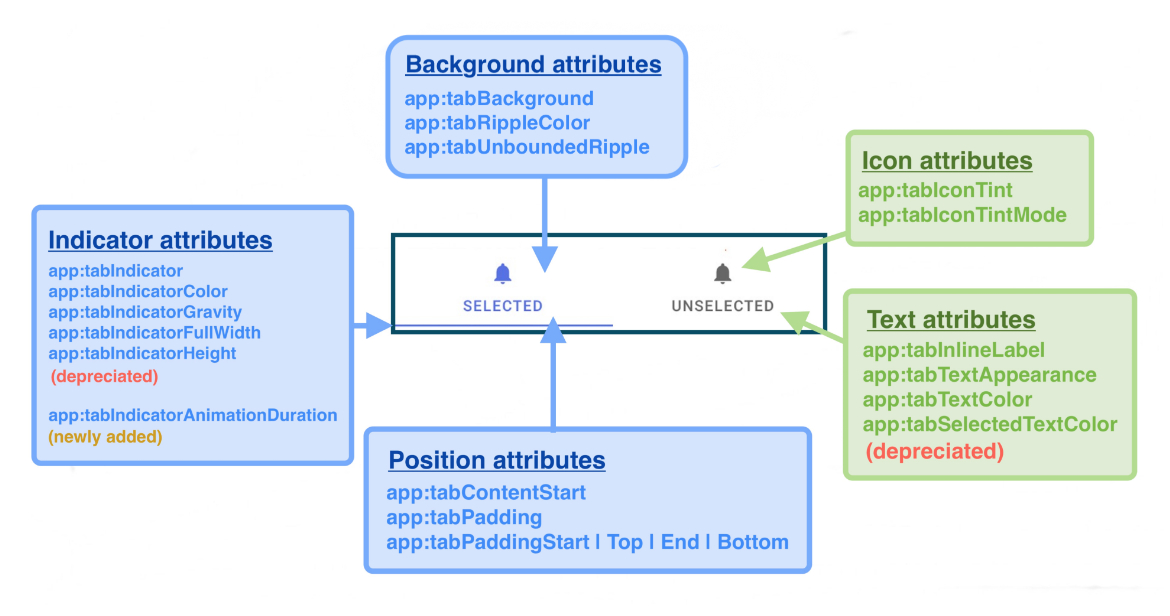 Background attributes
app:tabBackground
app:tabRippleColor
app:tabUnboundedRipple
Icon attributes
app:tabIconTint
app:tabIconTintMode
Indicator attributes
app:tabIndicator
app:tabIndicatorColor
app:tabIndicatorGravity
app:tabIndicatorFullWidth
app:tabIndicatorHeight
(depreciated)
app:tabIndicatorAnimationDuration
(newly added)
SELECTED
UNSELECTED
Text attributes
app:tabInlineLabel
app:tabTextAppearance
app:tabTextColor
app:tabSelectedTextColor
(depreciated)
Position attributes
app:tabContentStart
app:tabPadding
app:tabPaddingStart | Top | End | Bottom